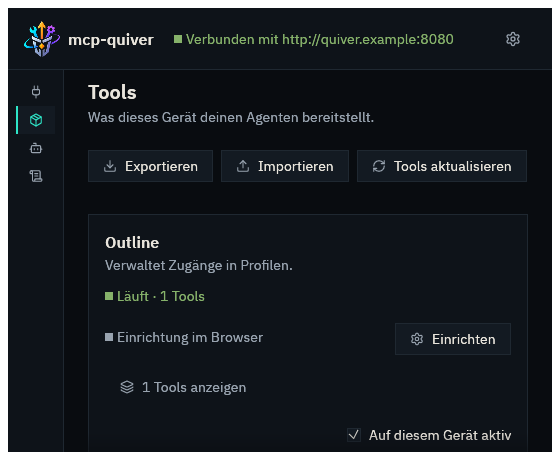 mcp-quiver
Verbunden mit http://quiver.example:8080
Tools
Was dieses Gerät deinen Agenten bereitstellt.
Exportieren
Importieren
Tools aktualisieren
Outline
Verwaltet Zugänge in Profilen.
Läuft · 1 Tools
Einrichtung im Browser
Einrichten
1 Tools anzeigen
Auf diesem Gerät aktiv